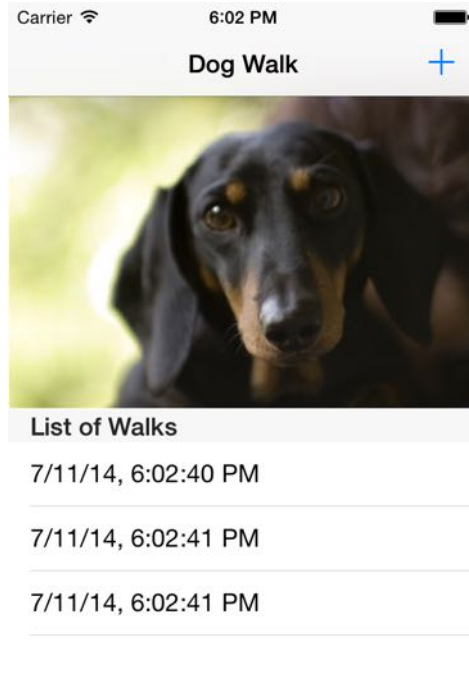 Carrier 6:02 PM
Dog Walk +
List of Walks
7/11/14, 6:02:40 PM
7/11/14, 6:02:41 PM
7/11/14, 6:02:41 PM